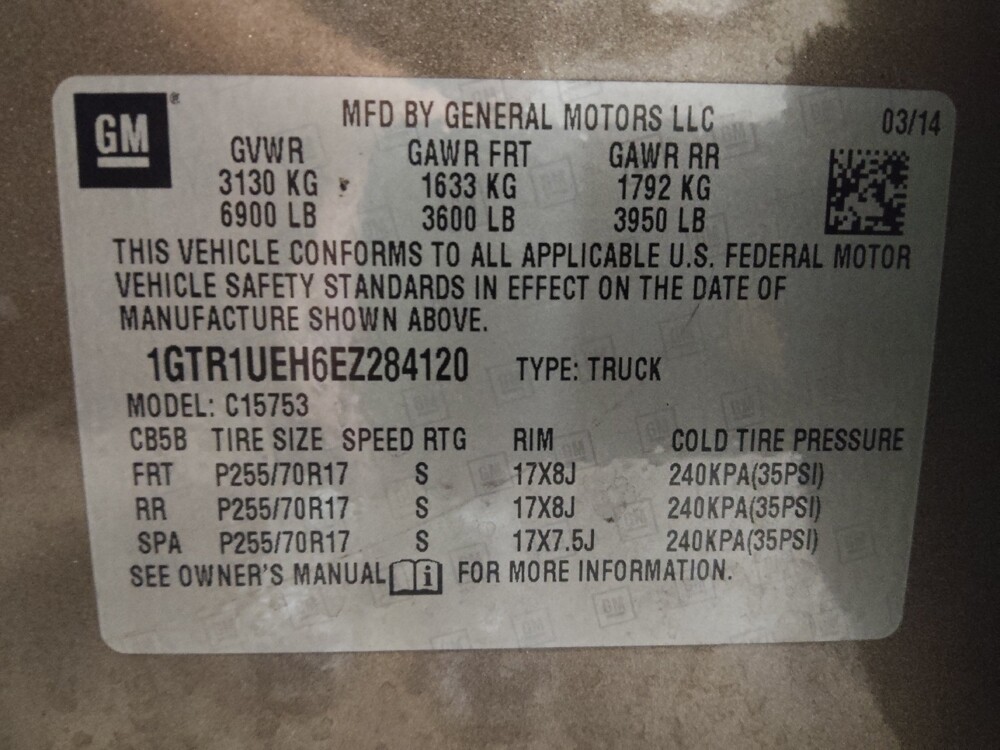 GM ®
MFD BY GENERAL MOTORS LLC 03/14
GVWR GAWR FRT GAWR RR
3130 KG 1633 KG 1792 KG
6900 LB 3600 LB 3950 LB
THIS VEHICLE CONFORMS TO ALL APPLICABLE U.S. FEDERAL MOTOR
VEHICLE SAFETY STANDARDS IN EFFECT ON THE DATE OF
MANUFACTURE SHOWN ABOVE.
1GTR1UEH6EZ284120 TYPE: TRUCK
MODEL: C15753
CB5B TIRE SIZE SPEED RTG RIM COLD TIRE PRESSURE
FRT P255/70R17 S 17X8J 240KPA(35PSI)
RR P255/70R17 S 17X8J 240KPA(35PSI)
SPA P255/70R17 S 17X7.5J 240KPA(35PSI)
SEE OWNER'S MANUAL i FOR MORE INFORMATION.